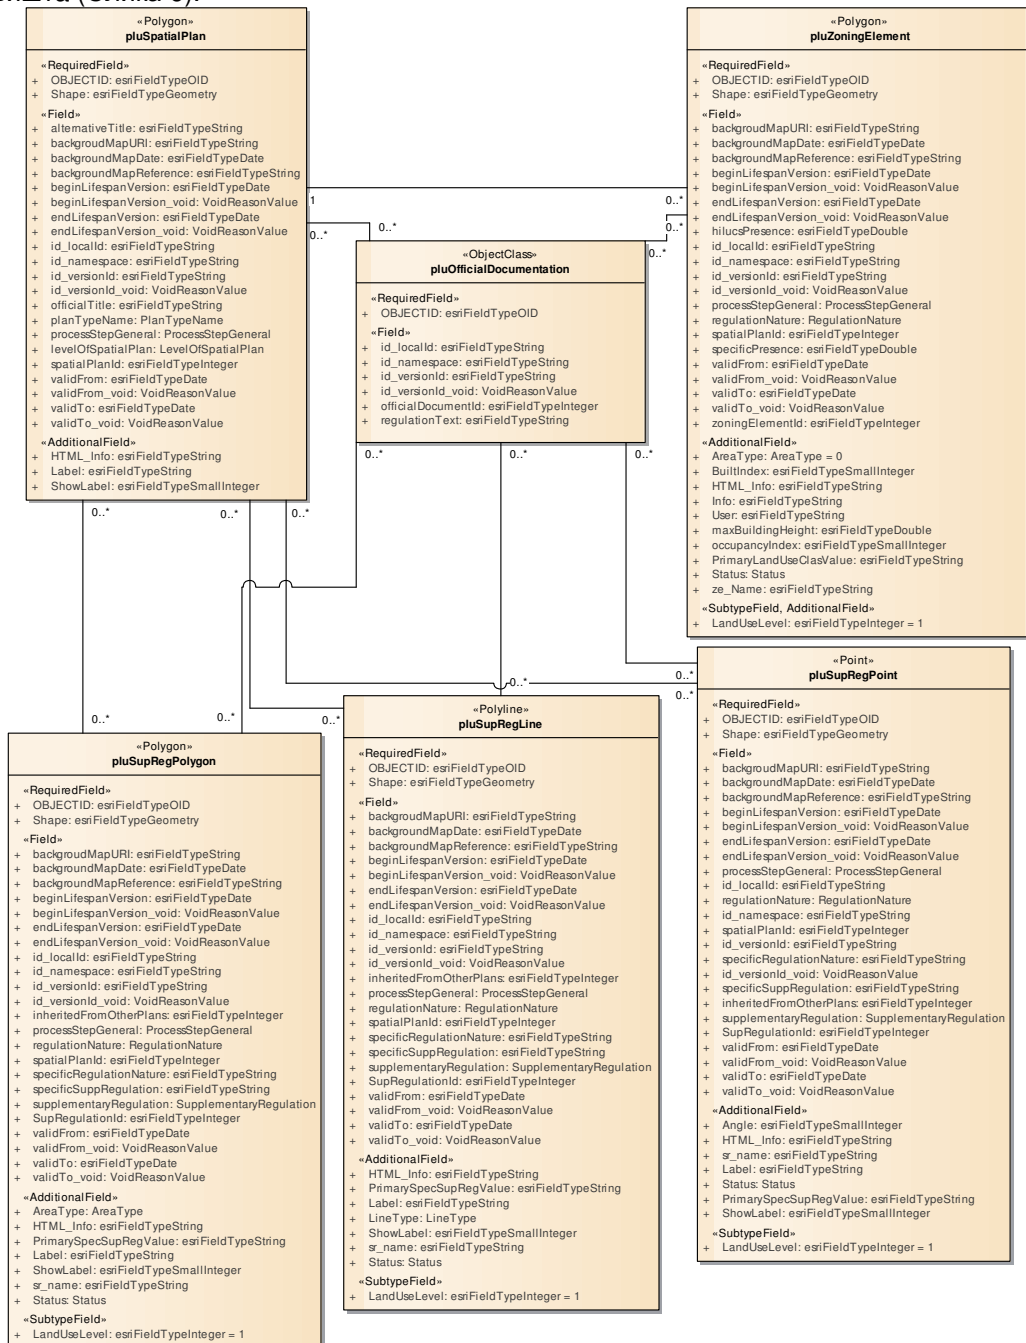 (Слика 8).
«Polygon»
pluSpatialPlan
«RequiredField»
+ OBJECTID: esriFieldTypeOID
+ Shape: esriFieldTypeGeometry
«Field»
+ alternativeTitle: esriFieldTypeString
+ backgroudMapURI: esriFieldTypeString
+ backgroundMapDate: esriFieldTypeDate
+ backgroundMapReference: esriFieldTypeString
+ beginLifespanVersion: esriFieldTypeDate
+ beginLifespanVersion_void: VoidReasonValue
+ endLifespanVersion: esriFieldTypeDate
+ endLifespanVersion_void: VoidReasonValue
+ id_localId: esriFieldTypeString
+ id_namespace: esriFieldTypeString
+ id_versionId: esriFieldTypeString
+ id_versionId_void: VoidReasonValue
+ officialTitle: esriFieldTypeString
+ planTypeName: PlanTypeName
+ processStepGeneral: ProcessStepGeneral
+ levelOfSpatialPlan: LevelOfSpatialPlan
+ spatialPlanId: esriFieldTypeInteger
+ validFrom: esriFieldTypeDate
+ validFrom_void: VoidReasonValue
+ validTo: esriFieldTypeDate
+ validTo_void: VoidReasonValue
«AdditionalField»
+ HTML_Info: esriFieldTypeString
+ Label: esriFieldTypeString
+ ShowLabel: esriFieldTypeSmallInteger
«Polygon»
pluZoningElement
«RequiredField»
+ OBJECTID: esriFieldTypeOID
+ Shape: esriFieldTypeGeometry
«Field»
+ backgroudMapURI: esriFieldTypeString
+ backgroundMapDate: esriFieldTypeDate
+ backgroundMapReference: esriFieldTypeString
+ beginLifespanVersion: esriFieldTypeDate
+ beginLifespanVersion_void: VoidReasonValue
+ endLifespanVersion: esriFieldTypeDate
+ endLifespanVersion_void: VoidReasonValue
+ hilucsPresence: esriFieldTypeDouble
+ id_localId: esriFieldTypeString
+ id_namespace: esriFieldTypeString
+ id_versionId: esriFieldTypeString
+ id_versionId_void: VoidReasonValue
+ processStepGeneral: ProcessStepGeneral
+ regulationNature: RegulationNature
+ spatialPlanId: esriFieldTypeInteger
+ specificPresence: esriFieldTypeDouble
+ validFrom: esriFieldTypeDate
+ validFrom_void: VoidReasonValue
+ validTo: esriFieldTypeDate
+ validTo_void: VoidReasonValue
+ zoningElementId: esriFieldTypeInteger
«AdditionalField»
+ AreaType: AreaType = 0
+ BuiltIndex: esriFieldTypeSmallInteger
+ HTML_Info: esriFieldTypeString
+ Info: esriFieldTypeString
+ User: esriFieldTypeString
+ maxBuildingHeight: esriFieldTypeDouble
+ occupancyIndex: esriFieldTypeSmallInteger
+ PrimaryLandUseClasValue: esriFieldTypeString
+ Status: Status
+ ze_Name: esriFieldTypeString
«SubtypeField, AdditionalField»
+ LandUseLevel: esriFieldTypeInteger = 1
1
0..*
0..*
0..*
0..*
0..*
«ObjectClass»
pluOfficialDocumentation
«RequiredField»
+ OBJECTID: esriFieldTypeOID
«Field»
+ id_localId: esriFieldTypeString
+ id_namespace: esriFieldTypeString
+ id_versionId: esriFieldTypeString
+ id_versionId_void: VoidReasonValue
+ officialDocumentId: esriFieldTypeInteger
+ regulationText: esriFieldTypeString
0..*
0..*
0..*
0..*
0..*
0..*
0..*
0..*
0..*
0..*
0..*
0..*
«Polygon»
pluSupRegPolygon
«RequiredField»
+ OBJECTID: esriFieldTypeOID
+ Shape: esriFieldTypeGeometry
«Field»
+ backgroudMapURI: esriFieldTypeString
+ backgroundMapDate: esriFieldTypeDate
+ backgroundMapReference: esriFieldTypeString
+ beginLifespanVersion: esriFieldTypeDate
+ beginLifespanVersion_void: VoidReasonValue
+ endLifespanVersion: esriFieldTypeDate
+ endLifespanVersion_void: VoidReasonValue
+ id_localId: esriFieldTypeString
+ id_namespace: esriFieldTypeString
+ id_versionId: esriFieldTypeString
+ id_versionId_void: VoidReasonValue
+ inheritedFromOtherPlans: esriFieldTypeInteger
+ processStepGeneral: ProcessStepGeneral
+ regulationNature: RegulationNature
+ spatialPlanId: esriFieldTypeInteger
+ specificRegulationNature: esriFieldTypeString
+ specificSuppRegulation: esriFieldTypeString
+ supplementaryRegulation: SupplementaryRegulation
+ SupRegulationId: esriFieldTypeInteger
+ validFrom: esriFieldTypeDate
+ validFrom_void: VoidReasonValue
+ validTo: esriFieldTypeDate
+ validTo_void: VoidReasonValue
«AdditionalField»
+ AreaType: AreaType
+ HTML_Info: esriFieldTypeString
+ PrimarySpecSupRegValue: esriFieldTypeString
+ Label: esriFieldTypeString
+ ShowLabel: esriFieldTypeSmallInteger
+ sr_name: esriFieldTypeString
+ Status: Status
«SubtypeField»
+ LandUseLevel: esriFieldTypeInteger = 1
«Polyline»
pluSupRegLine
«RequiredField»
+ OBJECTID: esriFieldTypeOID
+ Shape: esriFieldTypeGeometry
«Field»
+ backgroudMapURI: esriFieldTypeString
+ backgroundMapDate: esriFieldTypeDate
+ backgroundMapReference: esriFieldTypeString
+ beginLifespanVersion: esriFieldTypeDate
+ beginLifespanVersion_void: VoidReasonValue
+ endLifespanVersion: esriFieldTypeDate
+ endLifespanVersion_void: VoidReasonValue
+ id_localId: esriFieldTypeString
+ id_namespace: esriFieldTypeString
+ id_versionId: esriFieldTypeString
+ id_versionId_void: VoidReasonValue
+ inheritedFromOtherPlans: esriFieldTypeInteger
+ processStepGeneral: ProcessStepGeneral
+ regulationNature: RegulationNature
+ spatialPlanId: esriFieldTypeInteger
+ specificRegulationNature: esriFieldTypeString
+ specificSuppRegulation: esriFieldTypeString
+ supplementaryRegulation: SupplementaryRegulation
+ SupRegulationId: esriFieldTypeInteger
+ validFrom: esriFieldTypeDate
+ validFrom_void: VoidReasonValue
+ validTo: esriFieldTypeDate
+ validTo_void: VoidReasonValue
«AdditionalField»
+ HTML_Info: esriFieldTypeString
+ PrimarySpecSupRegValue: esriFieldTypeString
+ Label: esriFieldTypeString
+ LineType: LineType
+ ShowLabel: esriFieldTypeSmallInteger
+ sr_name: esriFieldTypeString
+ Status: Status
«SubtypeField»
+ LandUseLevel: esriFieldTypeInteger = 1
«Point»
pluSupRegPoint
«RequiredField»
+ OBJECTID: esriFieldTypeOID
+ Shape: esriFieldTypeGeometry
«Field»
+ backgroudMapURI: esriFieldTypeString
+ backgroundMapDate: esriFieldTypeDate
+ backgroundMapReference: esriFieldTypeString
+ beginLifespanVersion: esriFieldTypeDate
+ beginLifespanVersion_void: VoidReasonValue
+ endLifespanVersion: esriFieldTypeDate
+ endLifespanVersion_void: VoidReasonValue
+ processStepGeneral: ProcessStepGeneral
+ id_localId: esriFieldTypeString
+ regulationNature: RegulationNature
+ id_namespace: esriFieldTypeString
+ spatialPlanId: esriFieldTypeInteger
+ id_versionId: esriFieldTypeString
+ specificRegulationNature: esriFieldTypeString
+ id_versionId_void: VoidReasonValue
+ specificSuppRegulation: esriFieldTypeString
+ inheritedFromOtherPlans: esriFieldTypeInteger
+ supplementaryRegulation: SupplementaryRegulation
+ SupRegulationId: esriFieldTypeInteger
+ validFrom: esriFieldTypeDate
+ validFrom_void: VoidReasonValue
+ validTo: esriFieldTypeDate
+ validTo_void: VoidReasonValue
«AdditionalField»
+ Angle: esriFieldTypeSmallInteger
+ HTML_Info: esriFieldTypeString
+ sr_name: esriFieldTypeString
+ Label: esriFieldTypeString
+ Status: Status
+ PrimarySpecSupRegValue: esriFieldTypeString
+ ShowLabel: esriFieldTypeSmallInteger
«SubtypeField»
+ LandUseLevel: esriFieldTypeInteger = 1